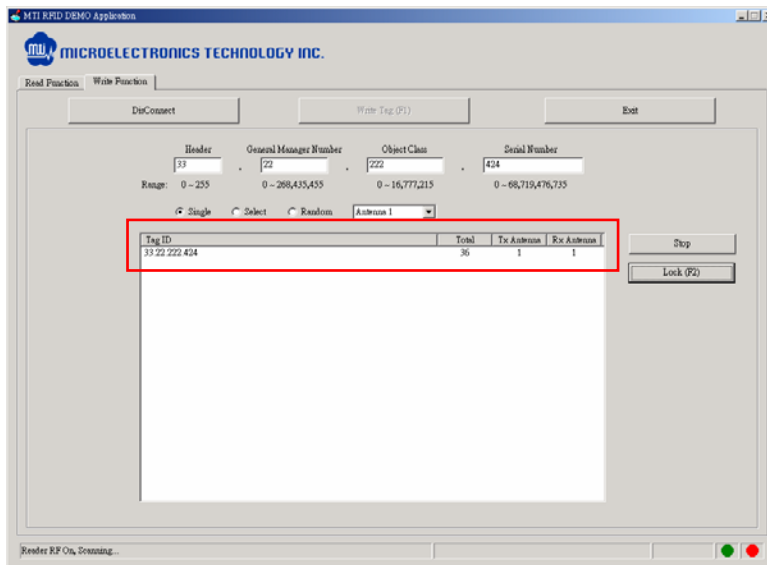 MTI RFID DEMO Application
mti MICROELECTRONICS TECHNOLOGY INC.
Read Function Write Function
DisConnect Write Tag (F1) Exit
Header General Manager Number Object Class Serial Number
33 . 22 . 222 . 424
Range: 0 ~ 255 0 ~ 268,435,455 0 ~ 16,777,215 0 ~ 68,719,476,735
Single Select Random Antenna 1
Tag ID Total Tx Antenna Rx Antenna
33.22.222.424 36 1 1
Stop
Lock (F2)
Reader RF On, Scanning...